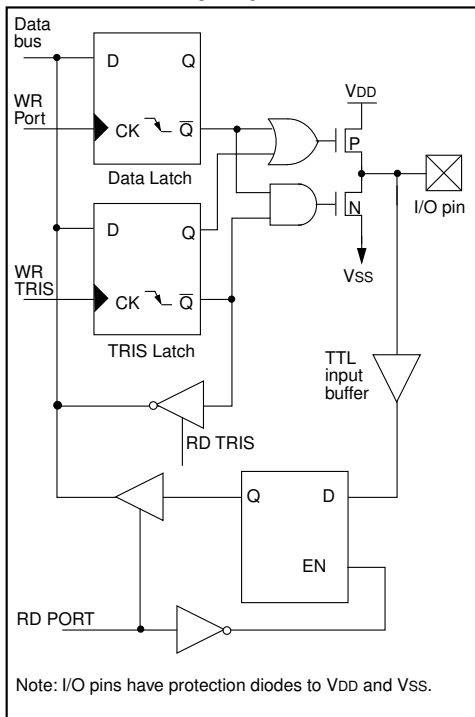 Data
bus
D
Q
WR
Port
CK
Q̅
Data Latch
VDD
P
I/O pin
N
VSS
D
Q
WR
TRIS
CK
Q̅
TRIS Latch
TTL
input
buffer
RD TRIS
Q
D
EN
RD PORT
Note: I/O pins have protection diodes to VDD and VSS.